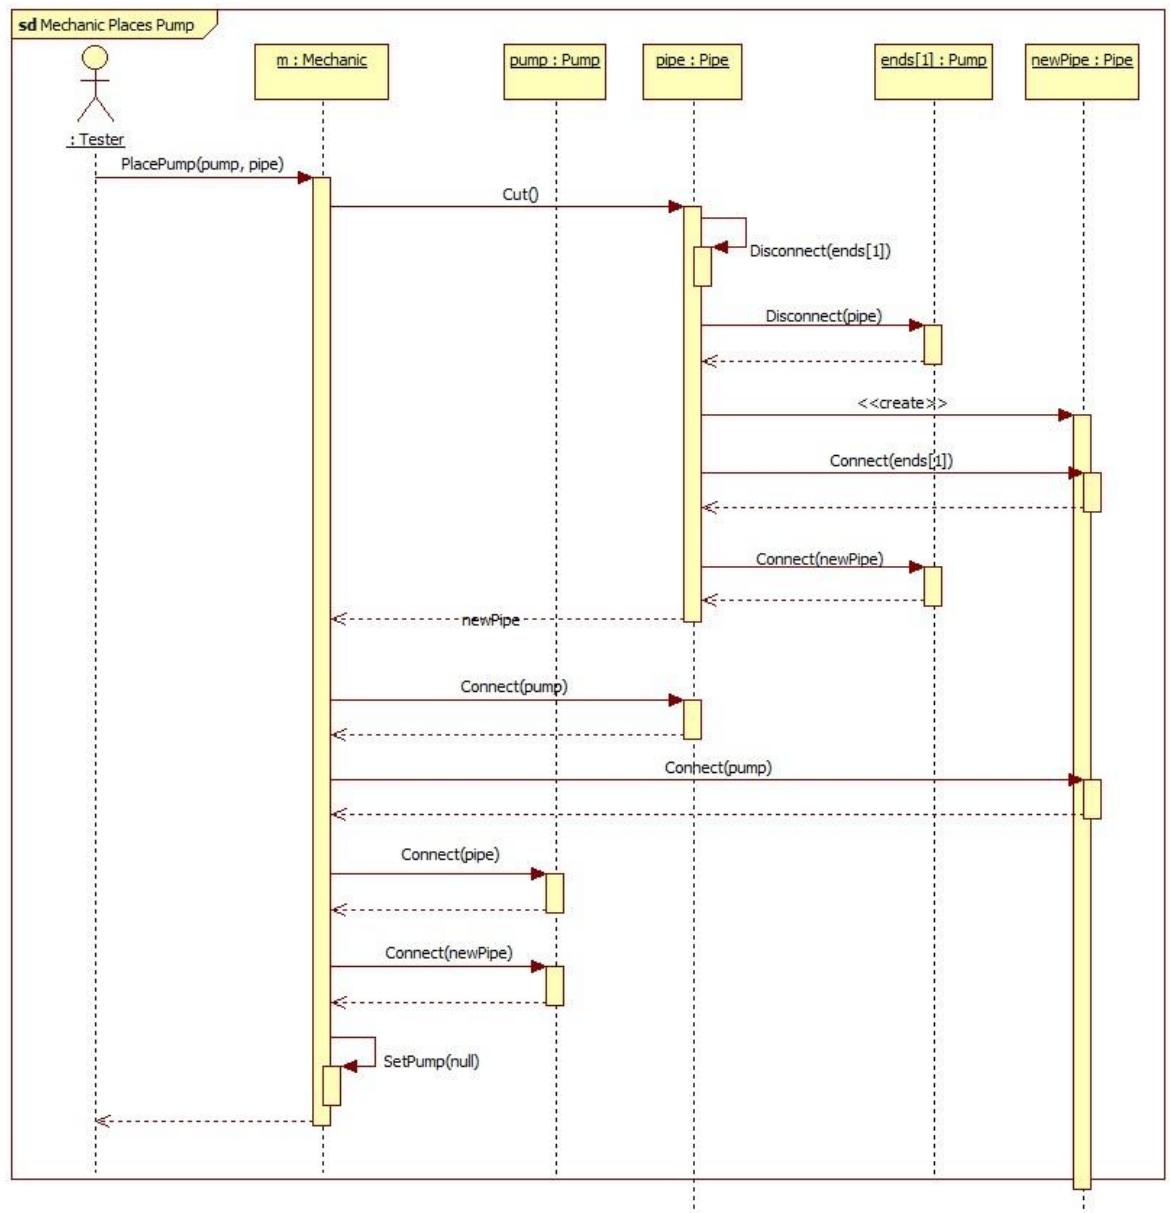 sd Mechanic Places Pump
m : Mechanic
pump : Pump
pipe : Pipe
ends[1] : Pump
newPipe : Pipe
: Tester
PlacePump(pump, pipe)
Cut()
Disconnect(ends[1])
Disconnect(pipe)
<<create>>
Connect(ends[1])
Connect(newPipe)
newPipe
Connect(pump)
Connect(pump)
Connect(pipe)
Connect(newPipe)
SetPump(null)